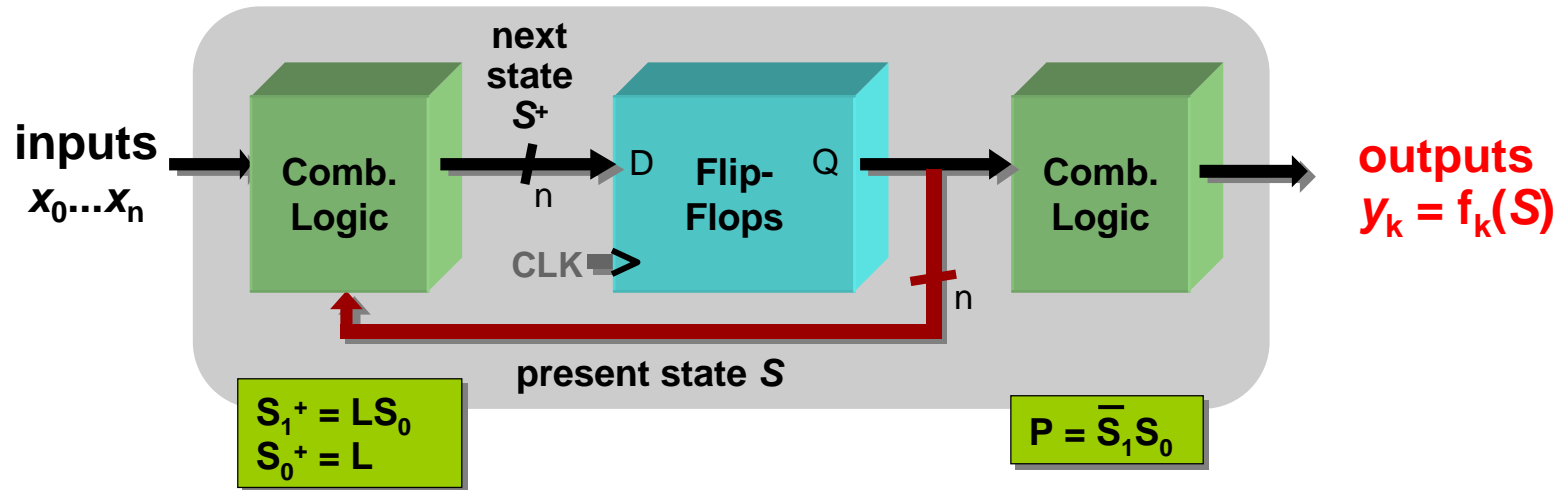 next
state
S⁺
inputs
x₀...xₙ
Comb.
Logic
n
D
Flip-
Flops
Q
CLK
n
Comb.
Logic
outputs
yₖ = fₖ(S)
present state S
S₁⁺ = LS₀
S₀⁺ = L
P = S̅₁S₀